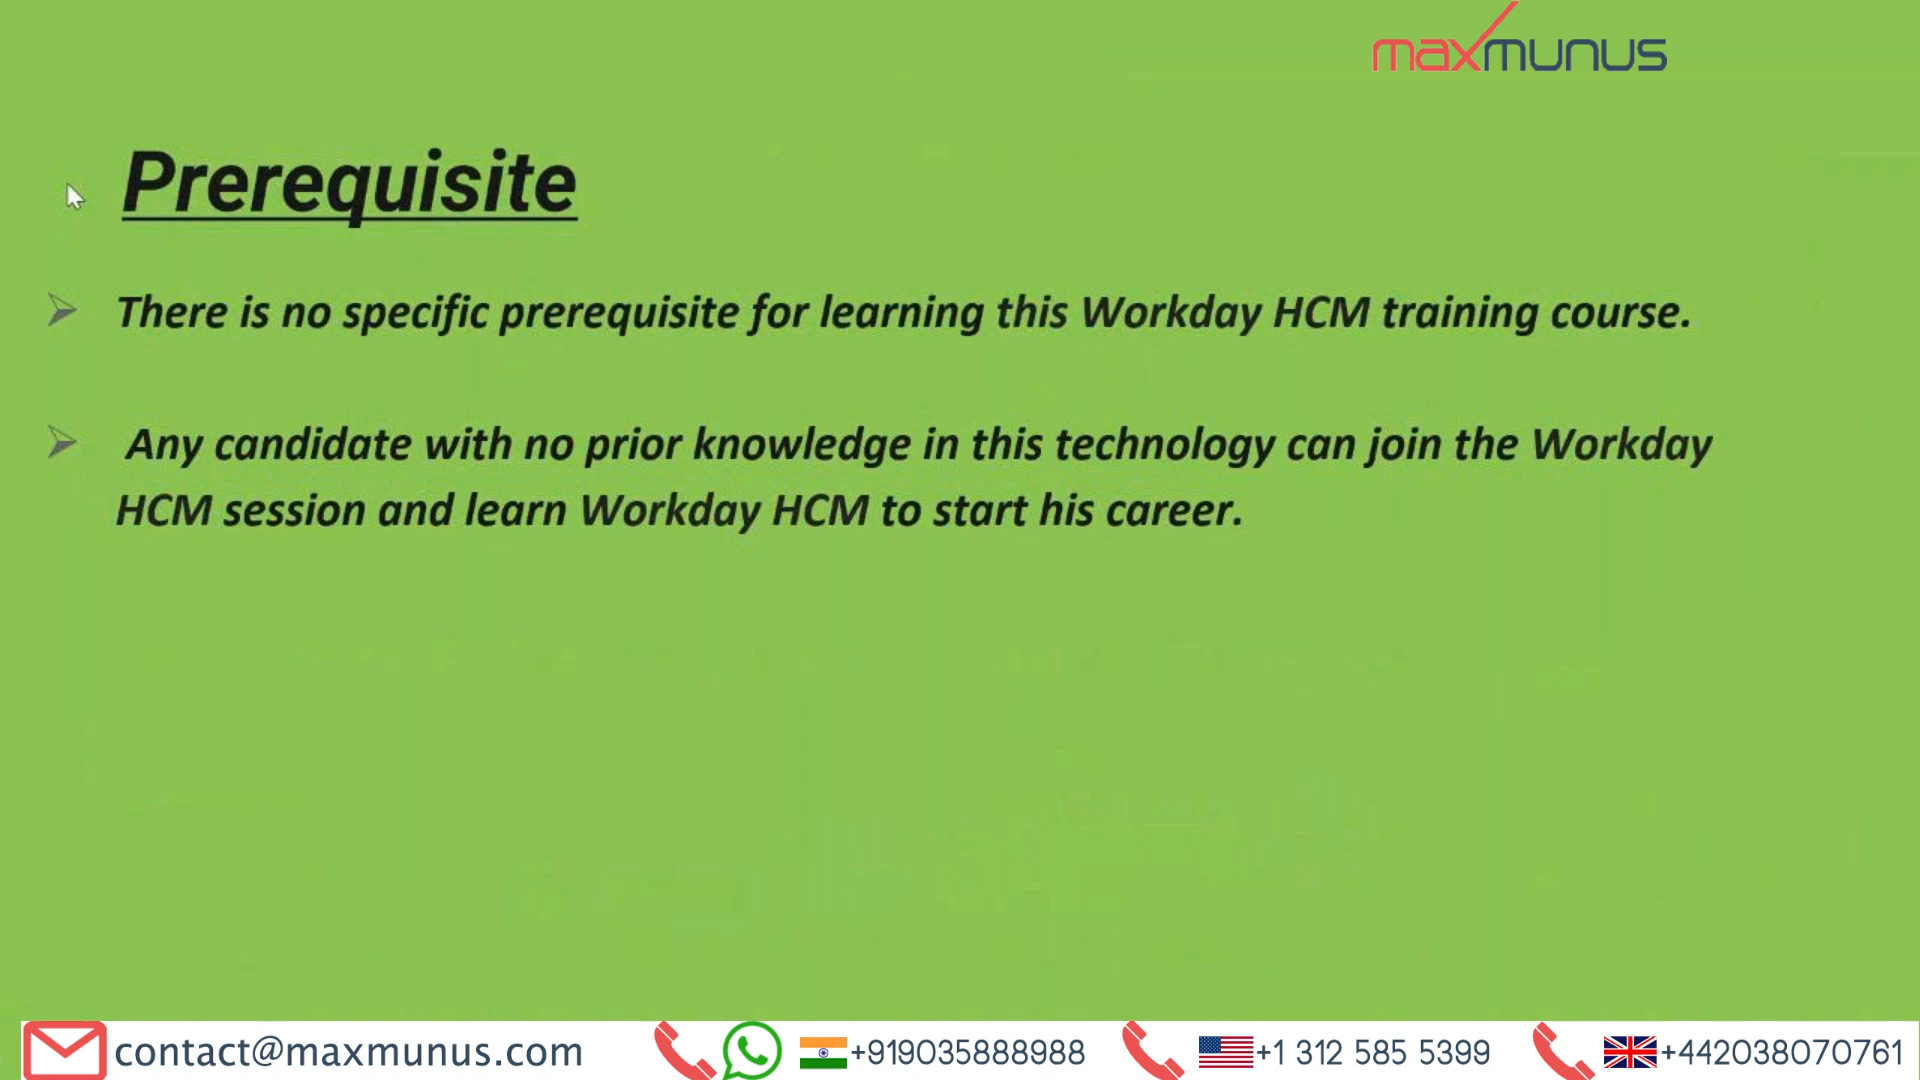 maxmunus
Prerequisite
There is no specific prerequisite for learning this Workday HCM training course.
Any candidate with no prior knowledge in this technology can join the Workday
HCM session and learn Workday HCM to start his career.
contact@maxmunus.com +919035888988 +1 312 585 5399 +442038070761